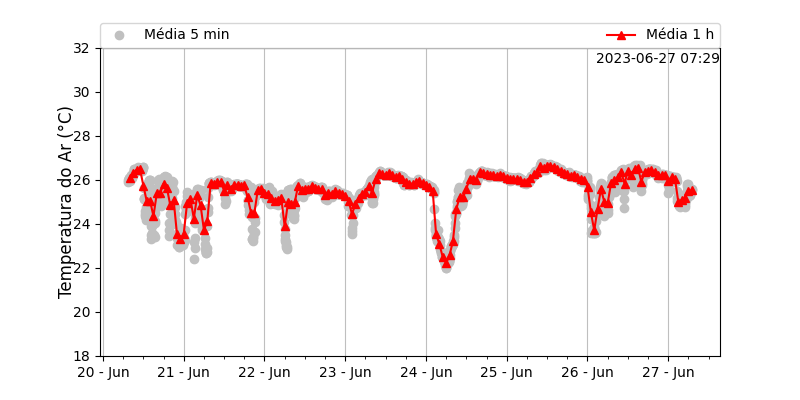 Média 5 min
Média 1 h
2023-06-27 07:29
Temperatura do Ar (°C)
32
30
28
26
24
22
20
18
20 - Jun
21 - Jun
22 - Jun
23 - Jun
24 - Jun
25 - Jun
26 - Jun
27 - Jun